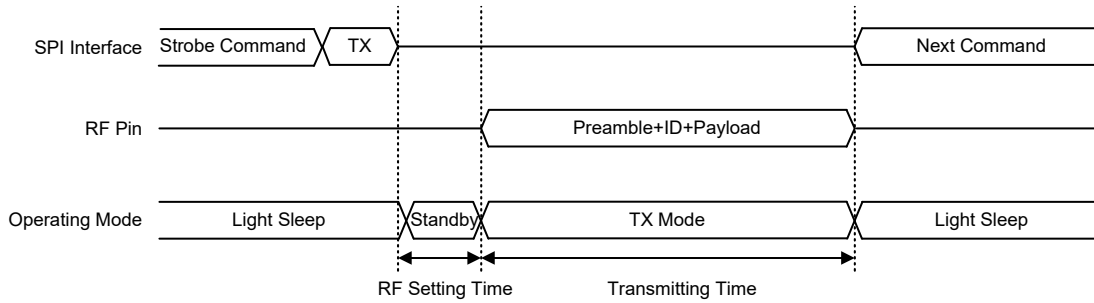 SPI Interface Strobe Command TX Next Command
RF Pin Preamble+ID+Payload
Operating Mode Light Sleep Standby TX Mode Light Sleep
RF Setting Time Transmitting Time